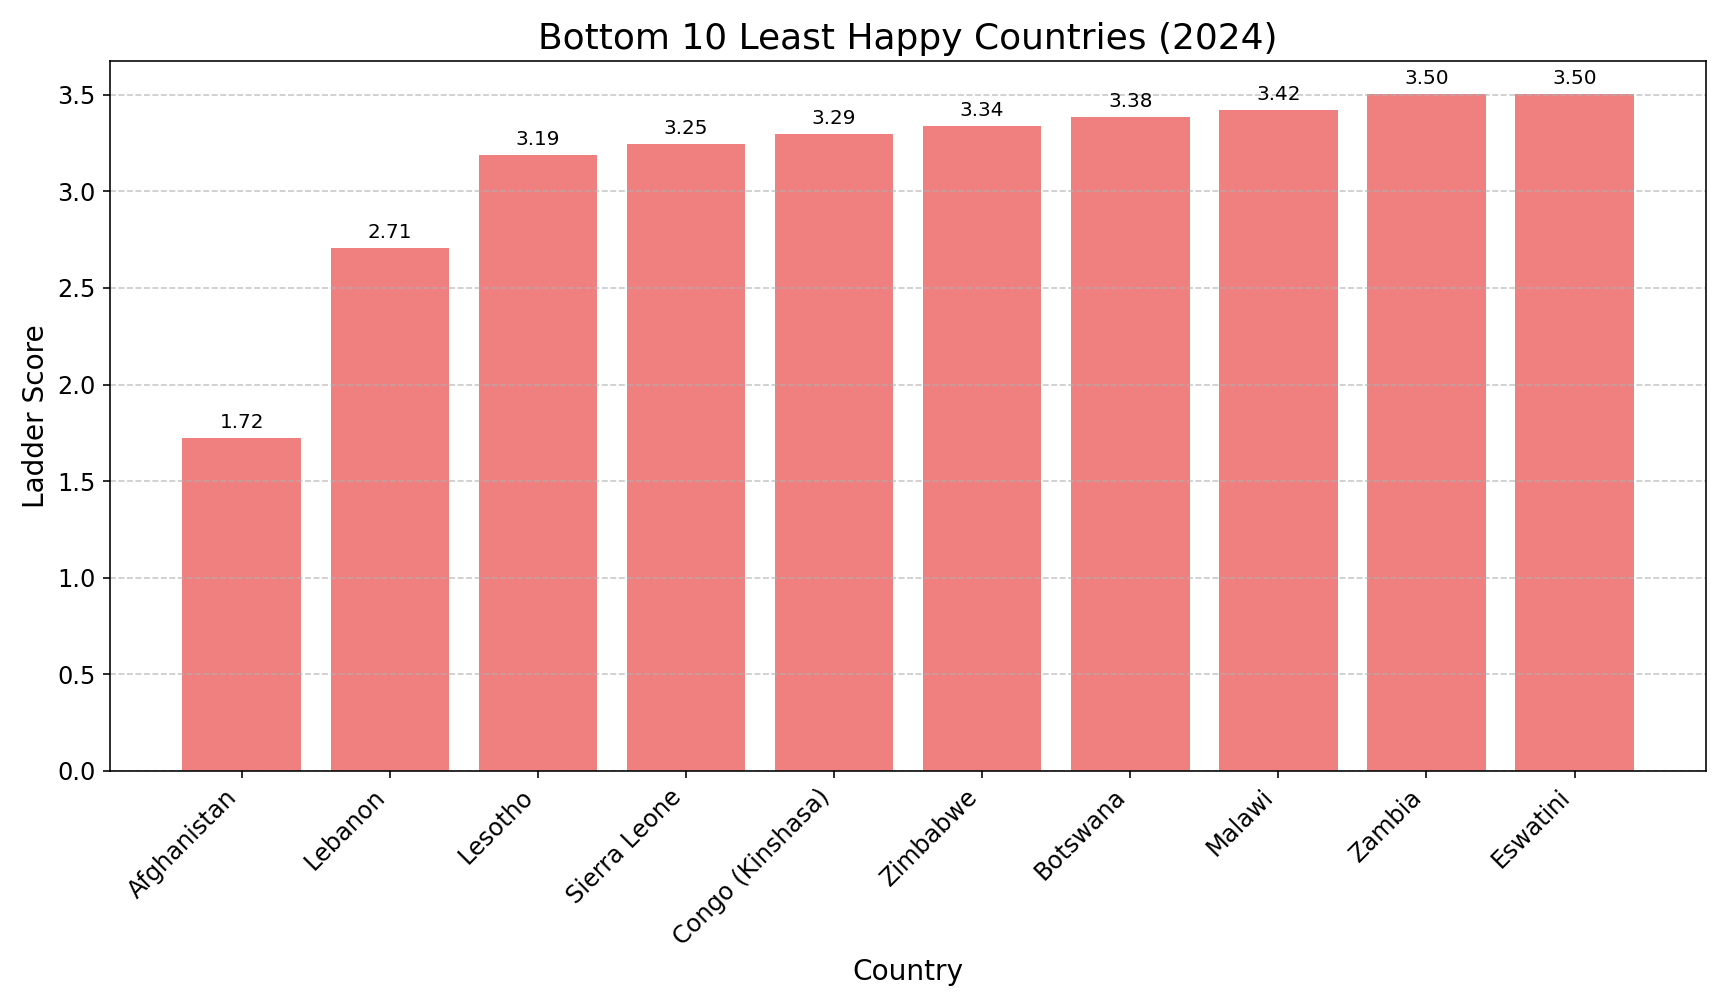 Bottom 10 Least Happy Countries (2024)
Ladder Score
3.5
3.0
2.5
2.0
1.5
1.0
0.5
0.0
1.72
2.71
3.19
3.25
3.29
3.34
3.38
3.42
3.50
3.50
Afghanistan
Lebanon
Lesotho
Sierra Leone
Congo (Kinshasa)
Zimbabwe
Botswana
Malawi
Zambia
Eswatini
Country